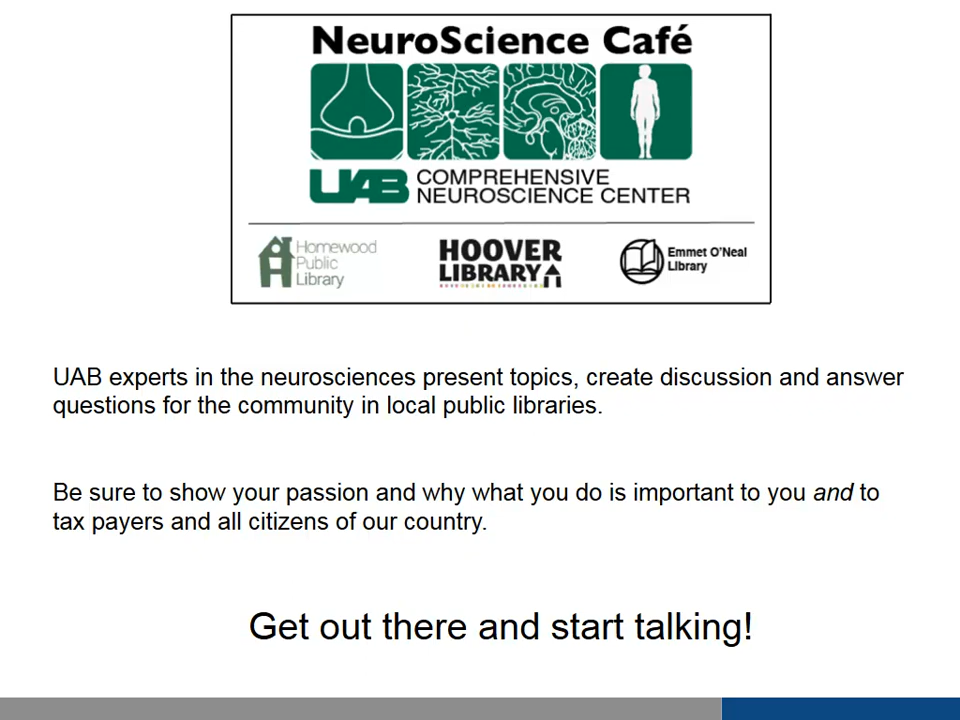 NeuroScience Café
UAB COMPREHENSIVE
NEUROSCIENCE CENTER
Homewood
Public
Library
HOOVER
LIBRARY
Emmet O'Neal
Library
UAB experts in the neurosciences present topics, create discussion and answer
questions for the community in local public libraries.
Be sure to show your passion and why what you do is important to you and to
tax payers and all citizens of our country.
Get out there and start talking!